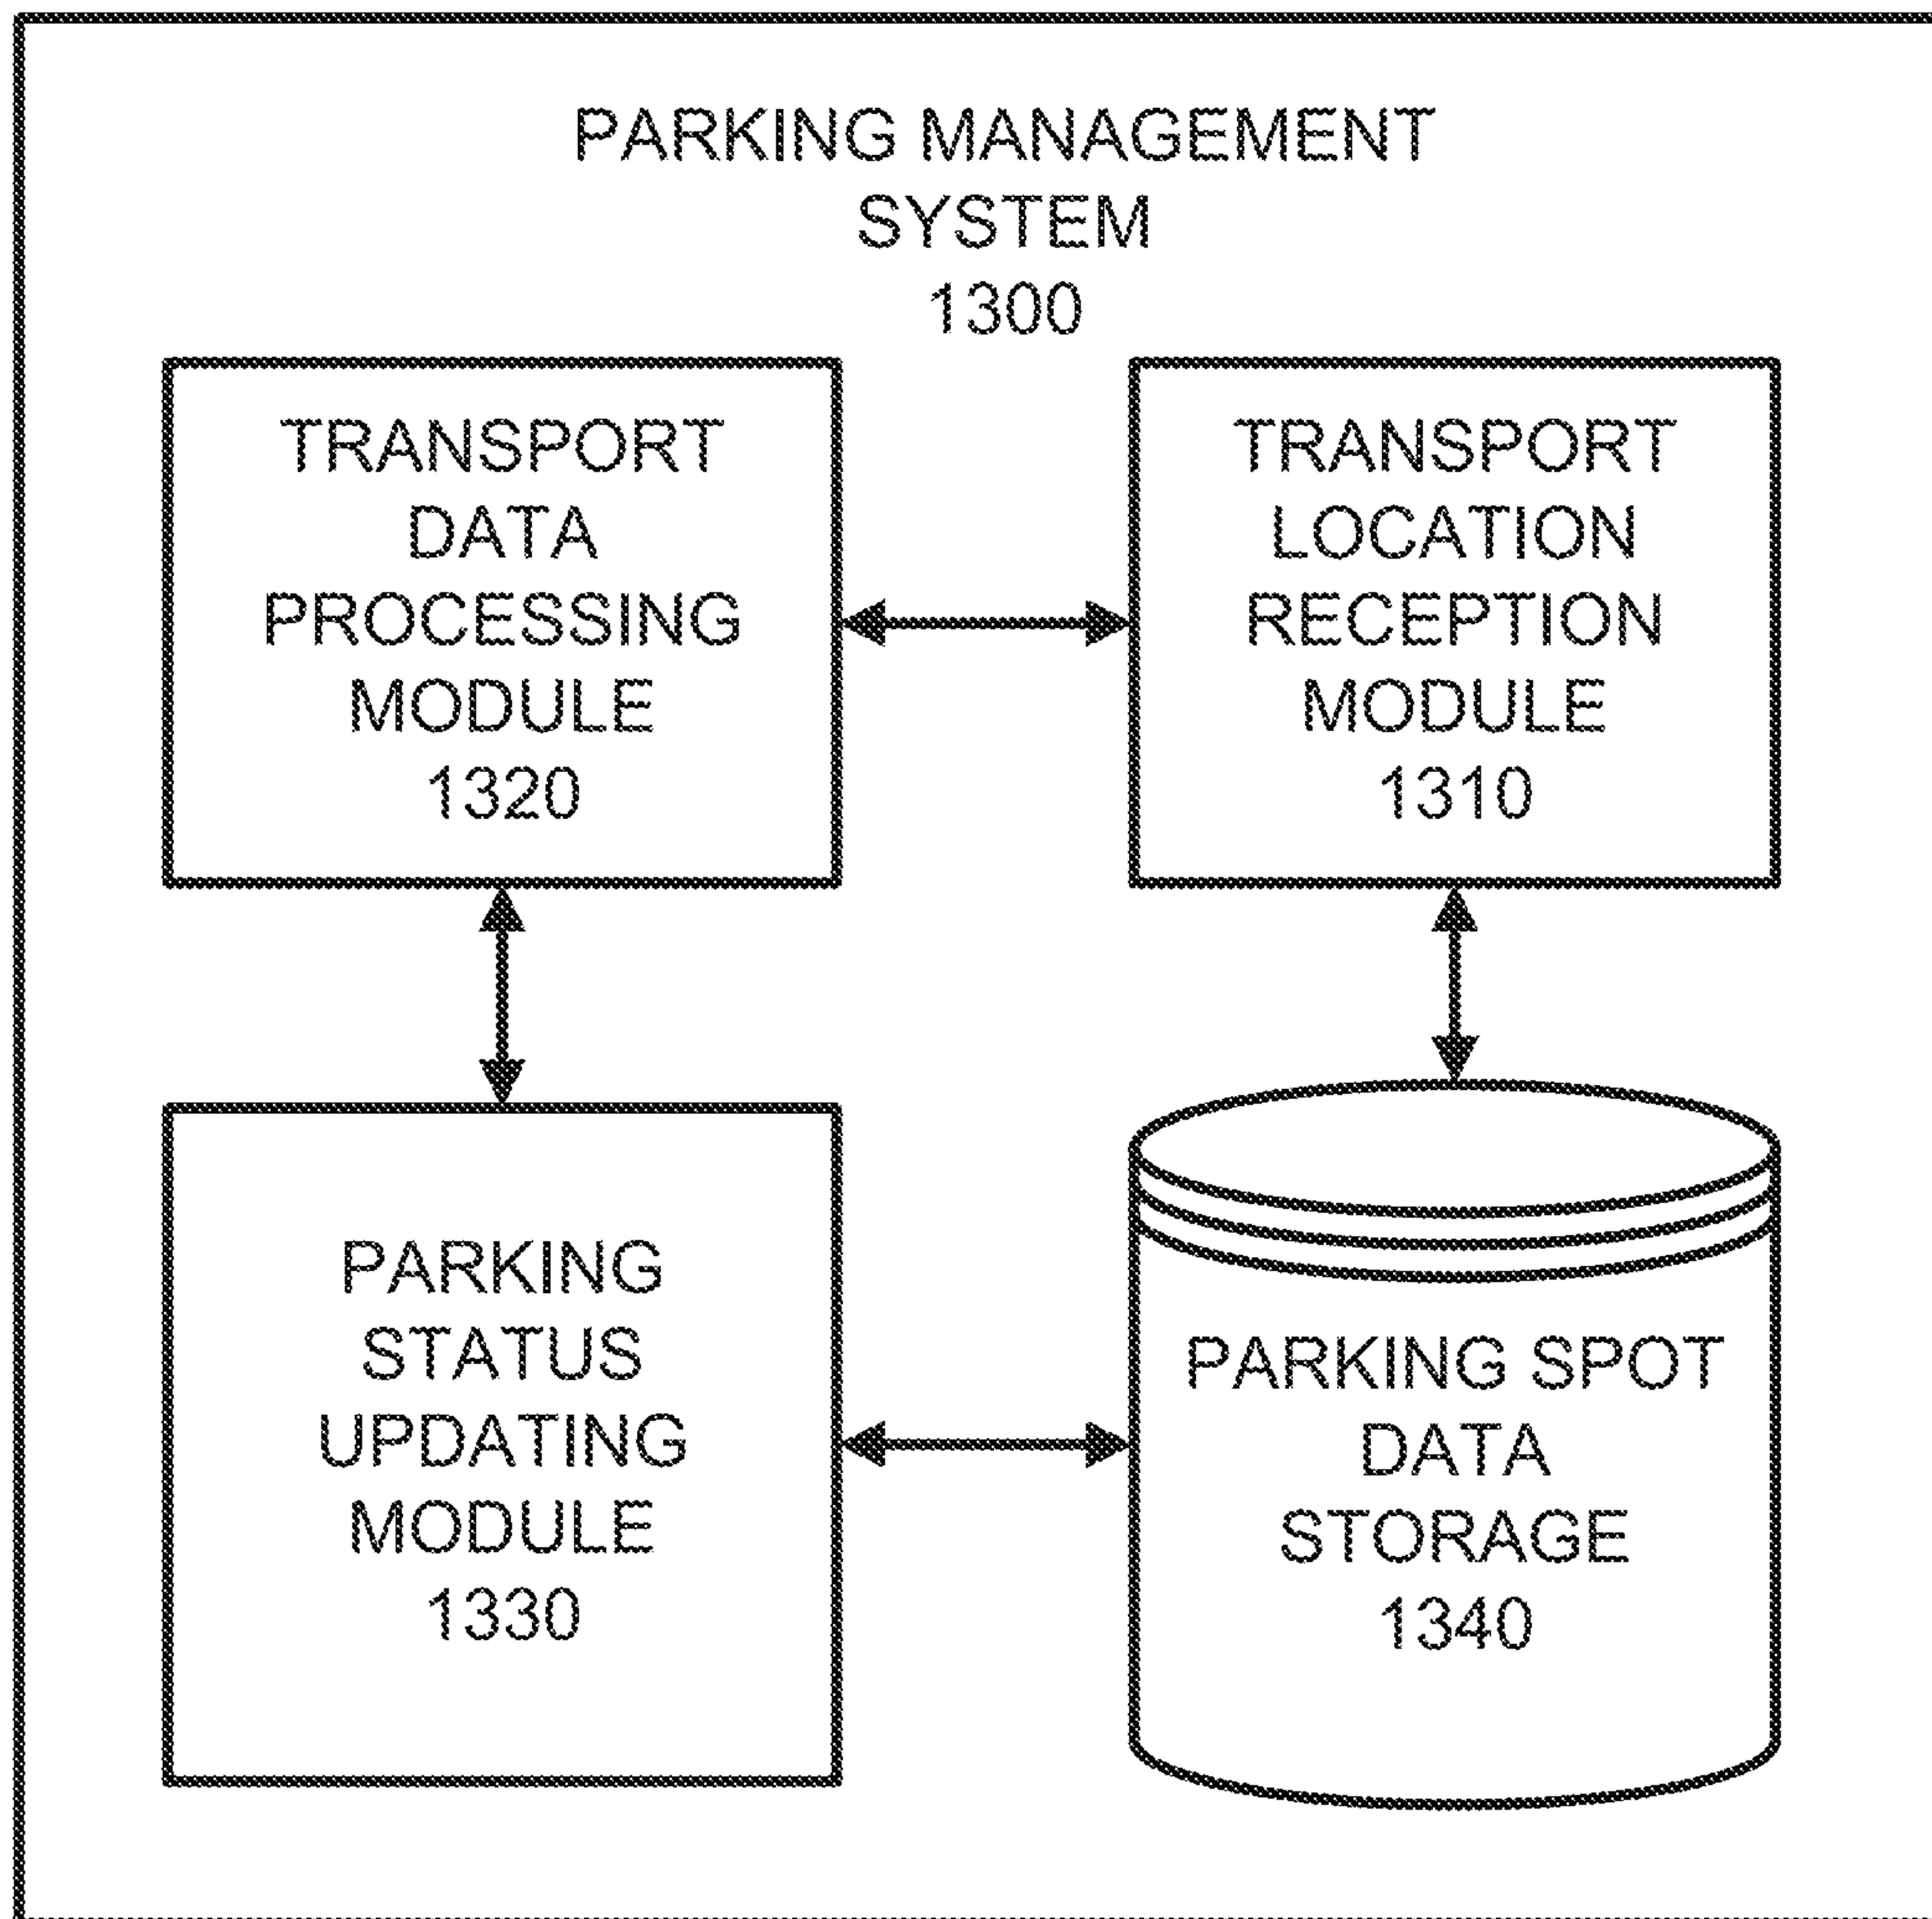 PARKING MANAGEMENT
SYSTEM
1300
TRANSPORT
DATA
PROCESSING
MODULE
1320
TRANSPORT
LOCATION
RECEPTION
MODULE
1310
PARKING
STATUS
UPDATING
MODULE
1330
PARKING SPOT
DATA
STORAGE
1340